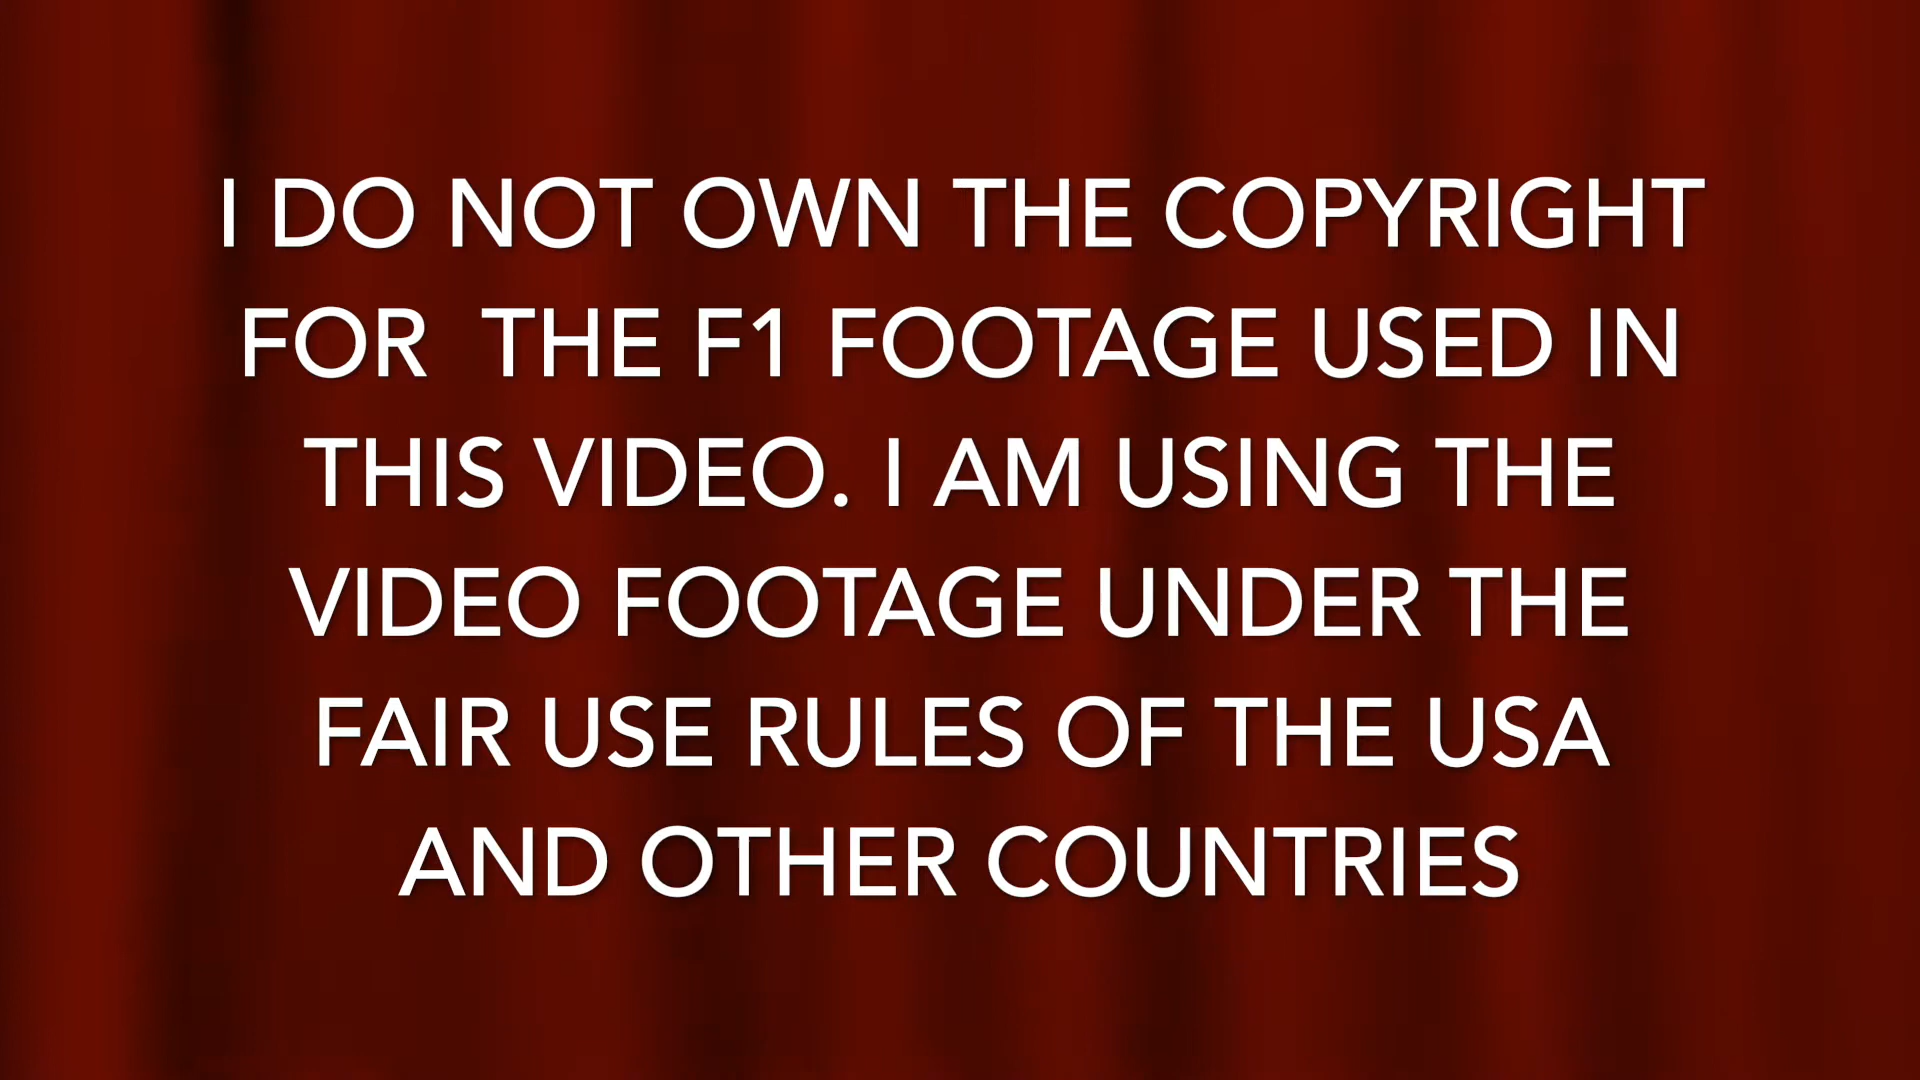 I DO NOT OWN THE COPYRIGHT
FOR  THE F1 FOOTAGE USED IN
THIS VIDEO. I AM USING THE
VIDEO FOOTAGE UNDER THE
FAIR USE RULES OF THE USA
AND OTHER COUNTRIES